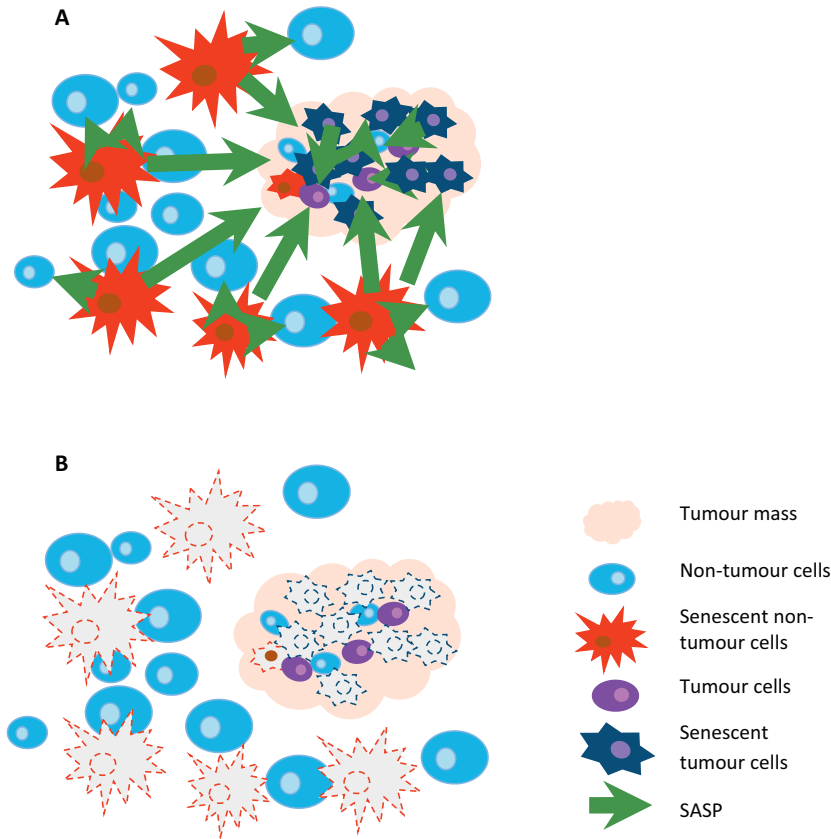 A
B
Tumour mass
Non-tumour cells
Senescent non-
tumour cells
Tumour cells
Senescent
tumour cells
SASP